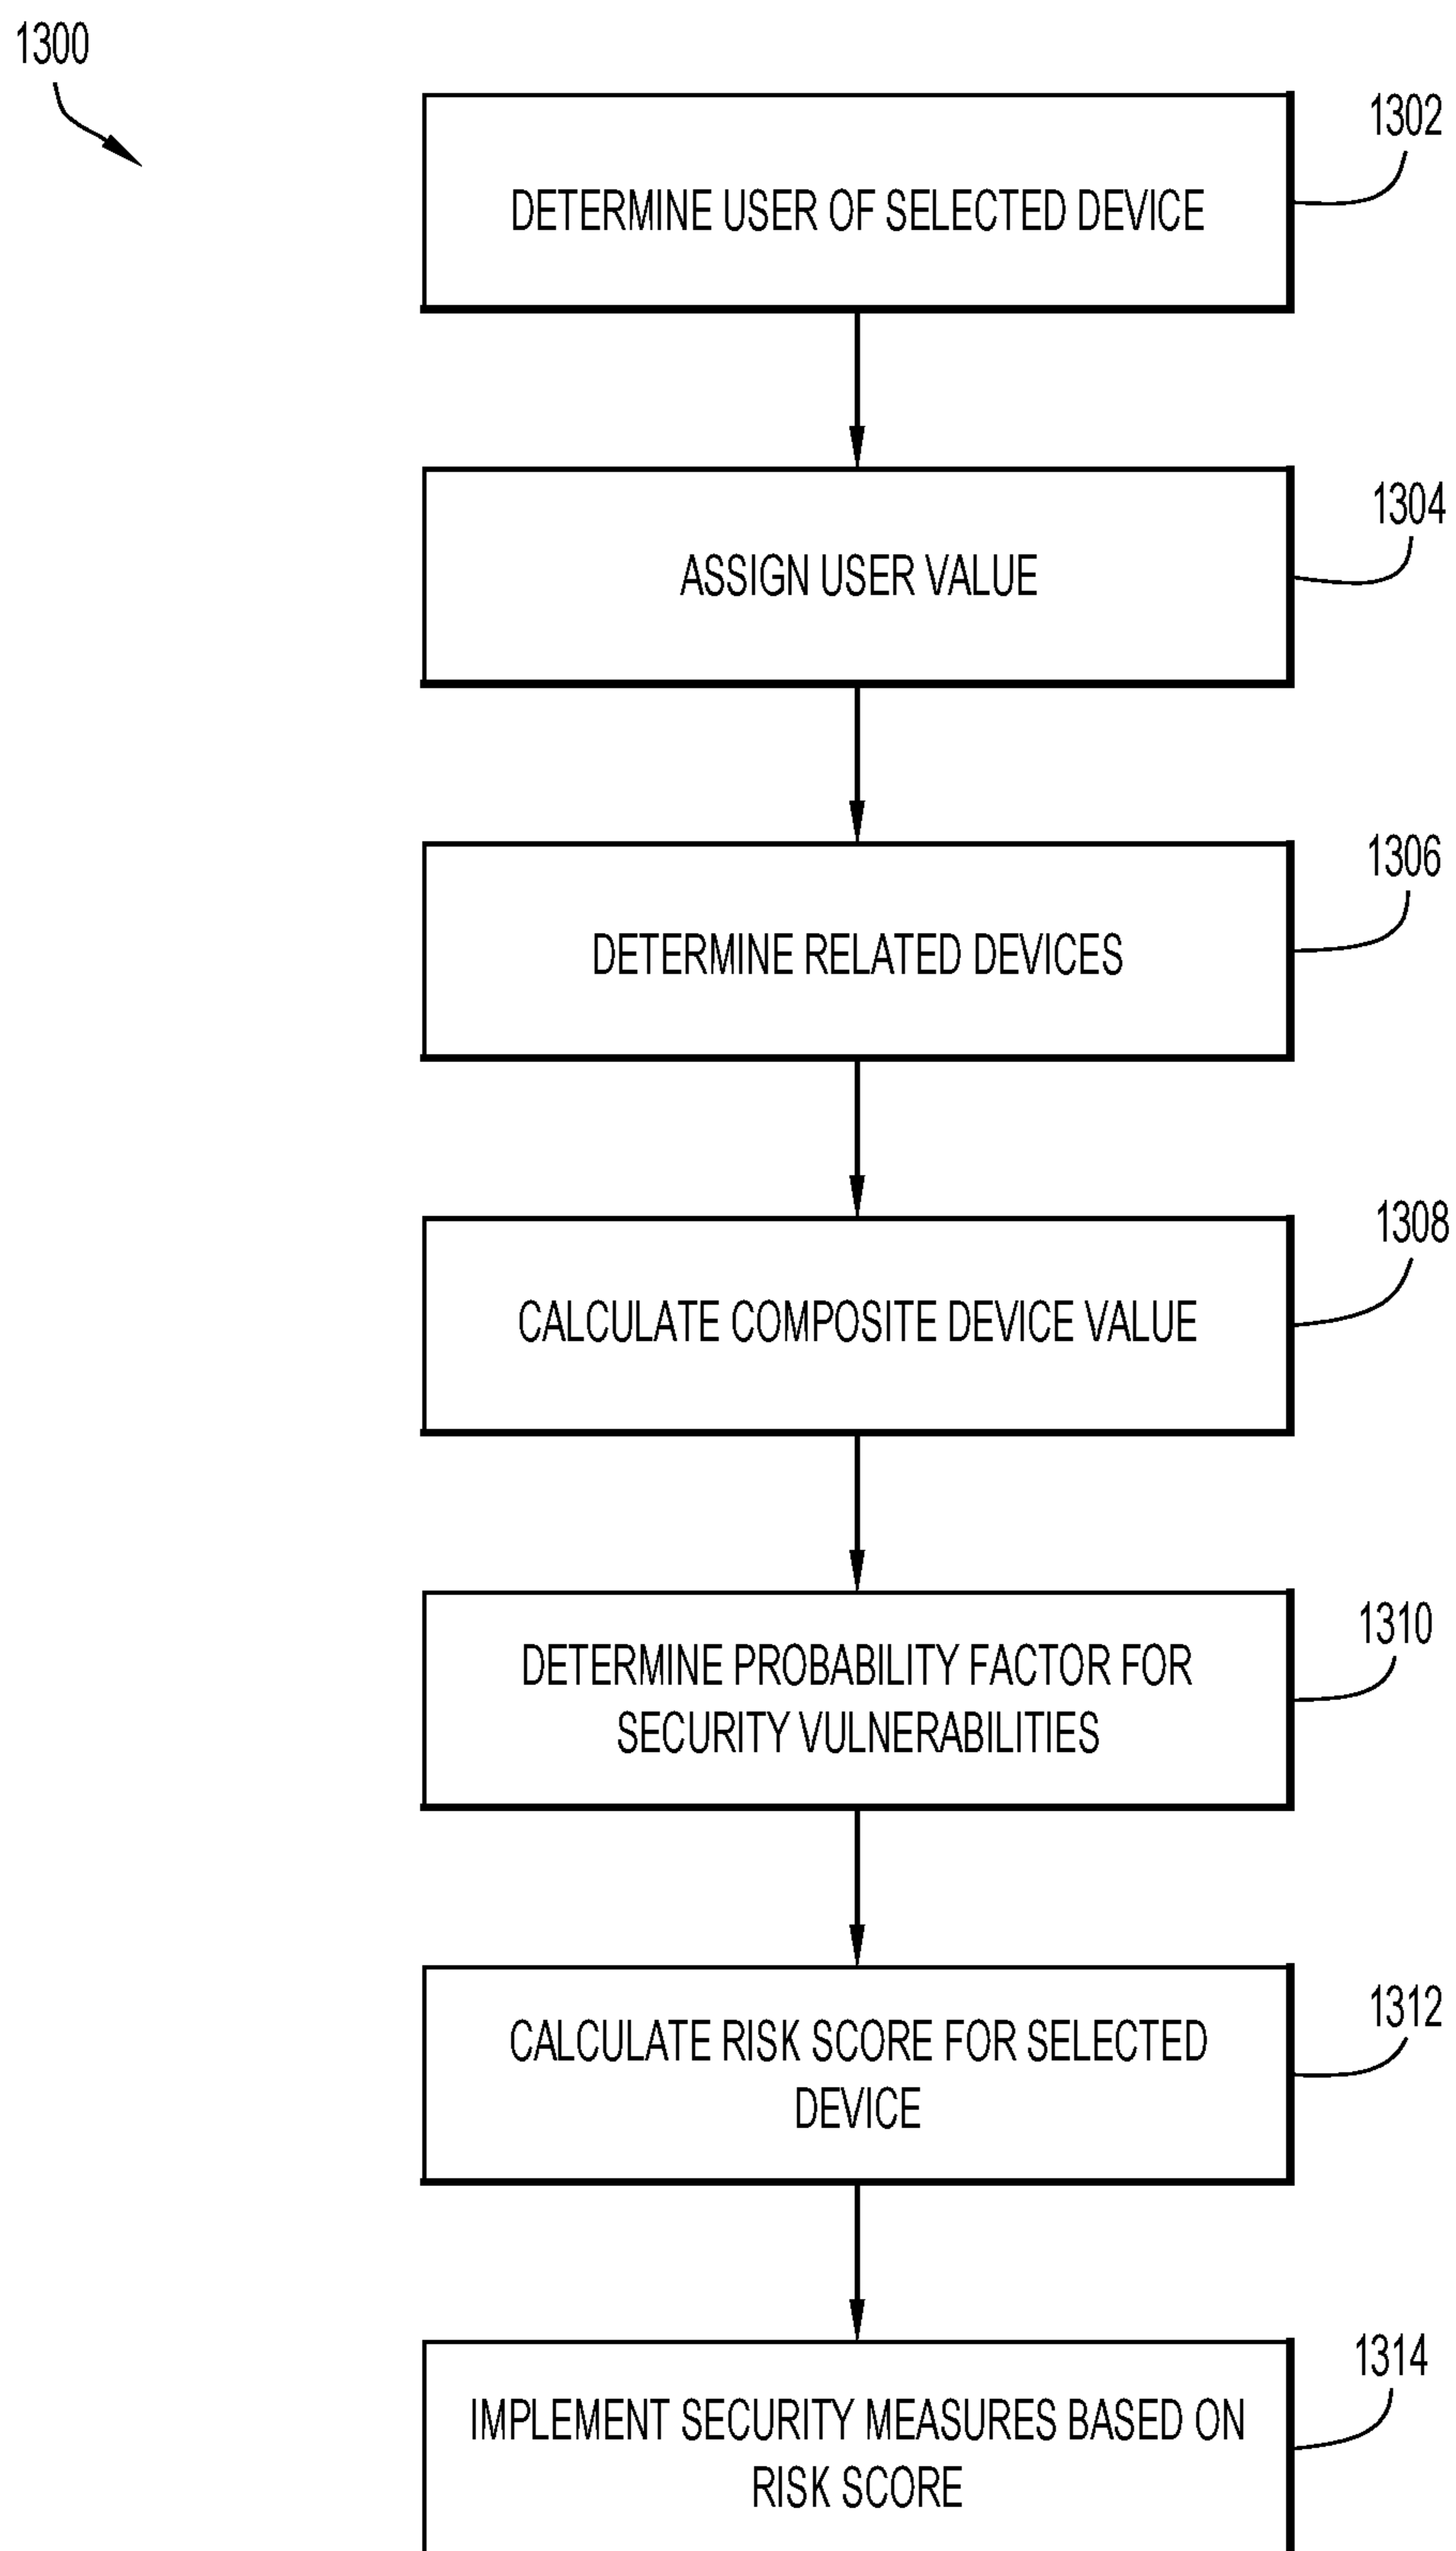 1300
1302
DETERMINE USER OF SELECTED DEVICE
1304
ASSIGN USER VALUE
1306
DETERMINE RELATED DEVICES
1308
CALCULATE COMPOSITE DEVICE VALUE
1310
DETERMINE PROBABILITY FACTOR FOR
SECURITY VULNERABILITIES
1312
CALCULATE RISK SCORE FOR SELECTED
DEVICE
1314
IMPLEMENT SECURITY MEASURES BASED ON
RISK SCORE